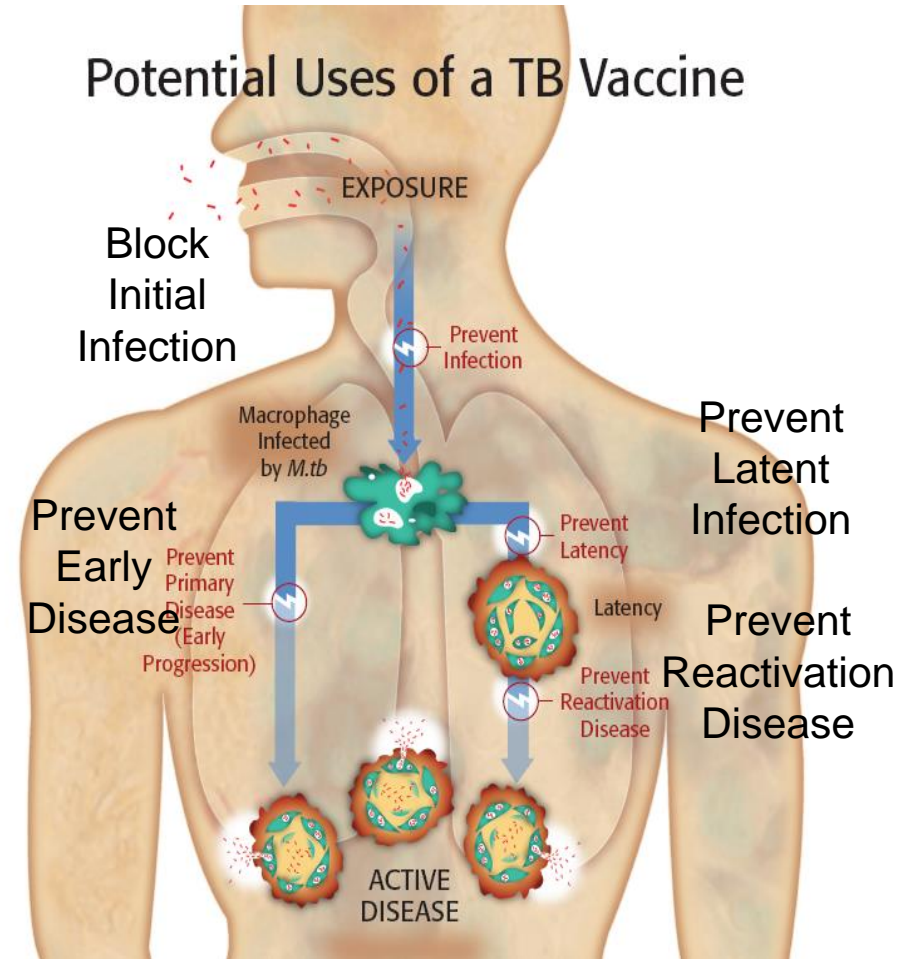 Potential Uses of a TB Vaccine
EXPOSURE
Block
Initial
Infection
Prevent
Infection
Macrophage
Infected
by M.tb
Prevent
Latent
Infection
Prevent
Early
Disease
Prevent
Primary
Disease
(Early
Progression)
Prevent
Latency
Latency
Prevent
Reactivation
Disease
Prevent
Reactivation
Disease
ACTIVE
DISEASE